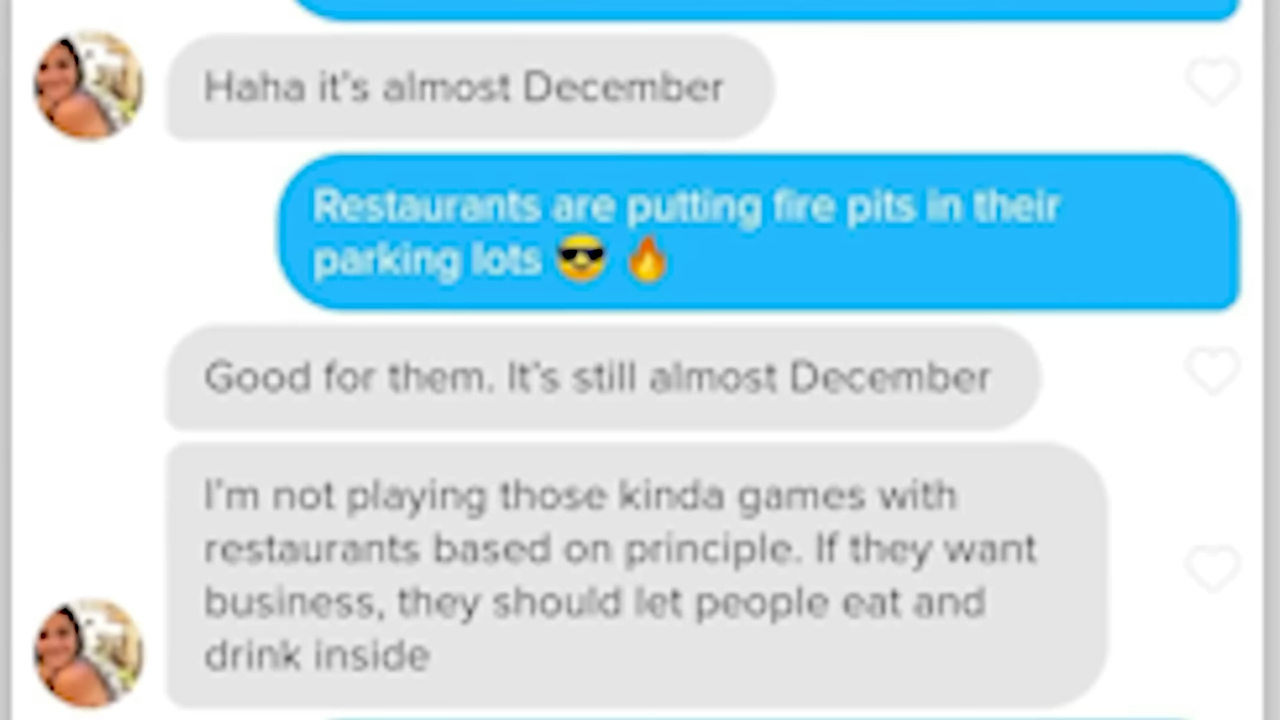 Haha it's almost December
Restaurants are putting fire pits in their
parking lots 😎 🔥
Good for them. It's still almost December
I'm not playing those kinda games with
restaurants based on principle. If they want
business, they should let people eat and
drink inside